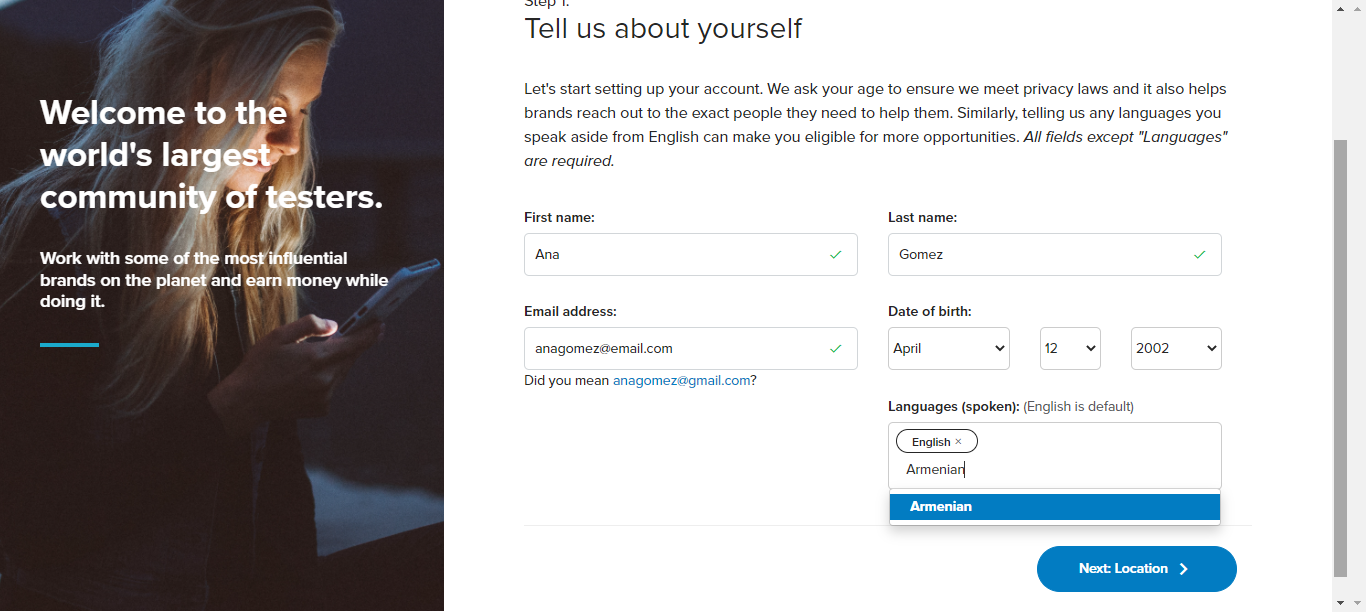 Welcome to the
world's largest
community of testers.
Work with some of the most influential
brands on the planet and earn money while
doing it.
Step 1:
Tell us about yourself
Let's start setting up your account. We ask your age to ensure we meet privacy laws and it also helps
brands reach out to the exact people they need to help them. Similarly, telling us any languages you
speak aside from English can make you eligible for more opportunities. All fields except "Languages"
are required.
First name:
Last name:
Ana
Gomez
Email address:
Date of birth:
anagomez@email.com
April
12
2002
Did you mean anagomez@gmail.com?
Languages (spoken): (English is default)
English ×
Armenian
Armenian
Next: Location